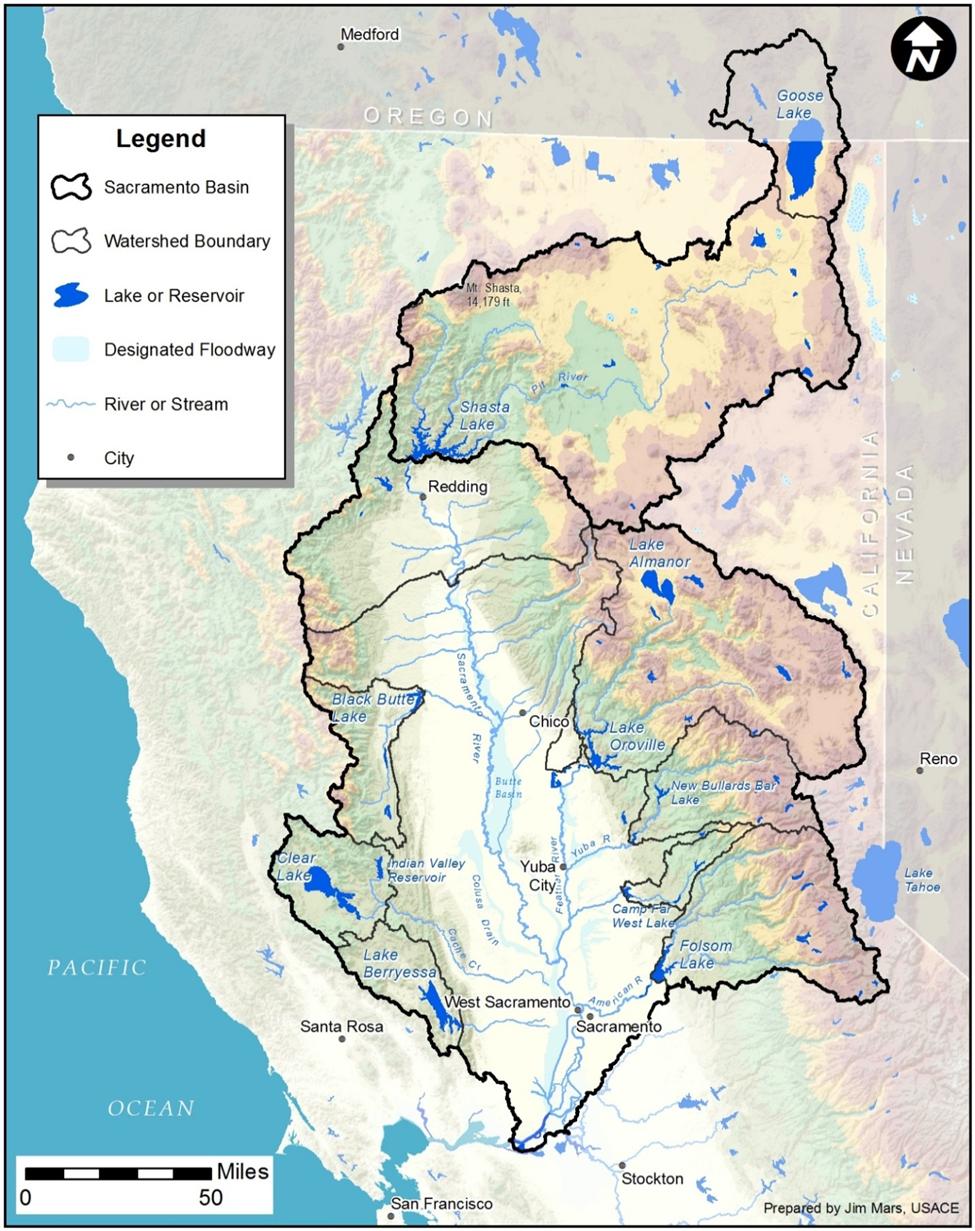 Medford
N
OREGON
Goose
Lake
Legend
Sacramento Basin
Watershed Boundary
Lake or Reservoir
Designated Floodway
River or Stream
City
Mt. Shasta,
14,179 ft
Pit River
Shasta
Lake
Redding
CALIFORNIA
NEVADA
Lake
Almanor
Sacramento
River
Black Butte
Lake
Chico
Lake
Oroville
Reno
Butte
Basin
New Bullards Bar
Lake
Feather River
Yuba R
Clear
Lake
Indian Valley
Reservoir
Yuba
City
Lake
Tahoe
Colusa Drain
Camp Far
West Lake
Cache Cr
Folsom
Lake
Lake
Berryessa
PACIFIC
West Sacramento
American R
Santa Rosa
Sacramento
OCEAN
Miles
0
50
Stockton
San Francisco
Prepared by Jim Mars, USACE